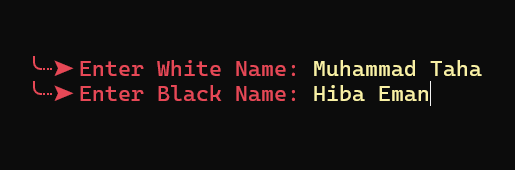 Enter White Name: Muhammad Taha
Enter Black Name: Hiba Eman